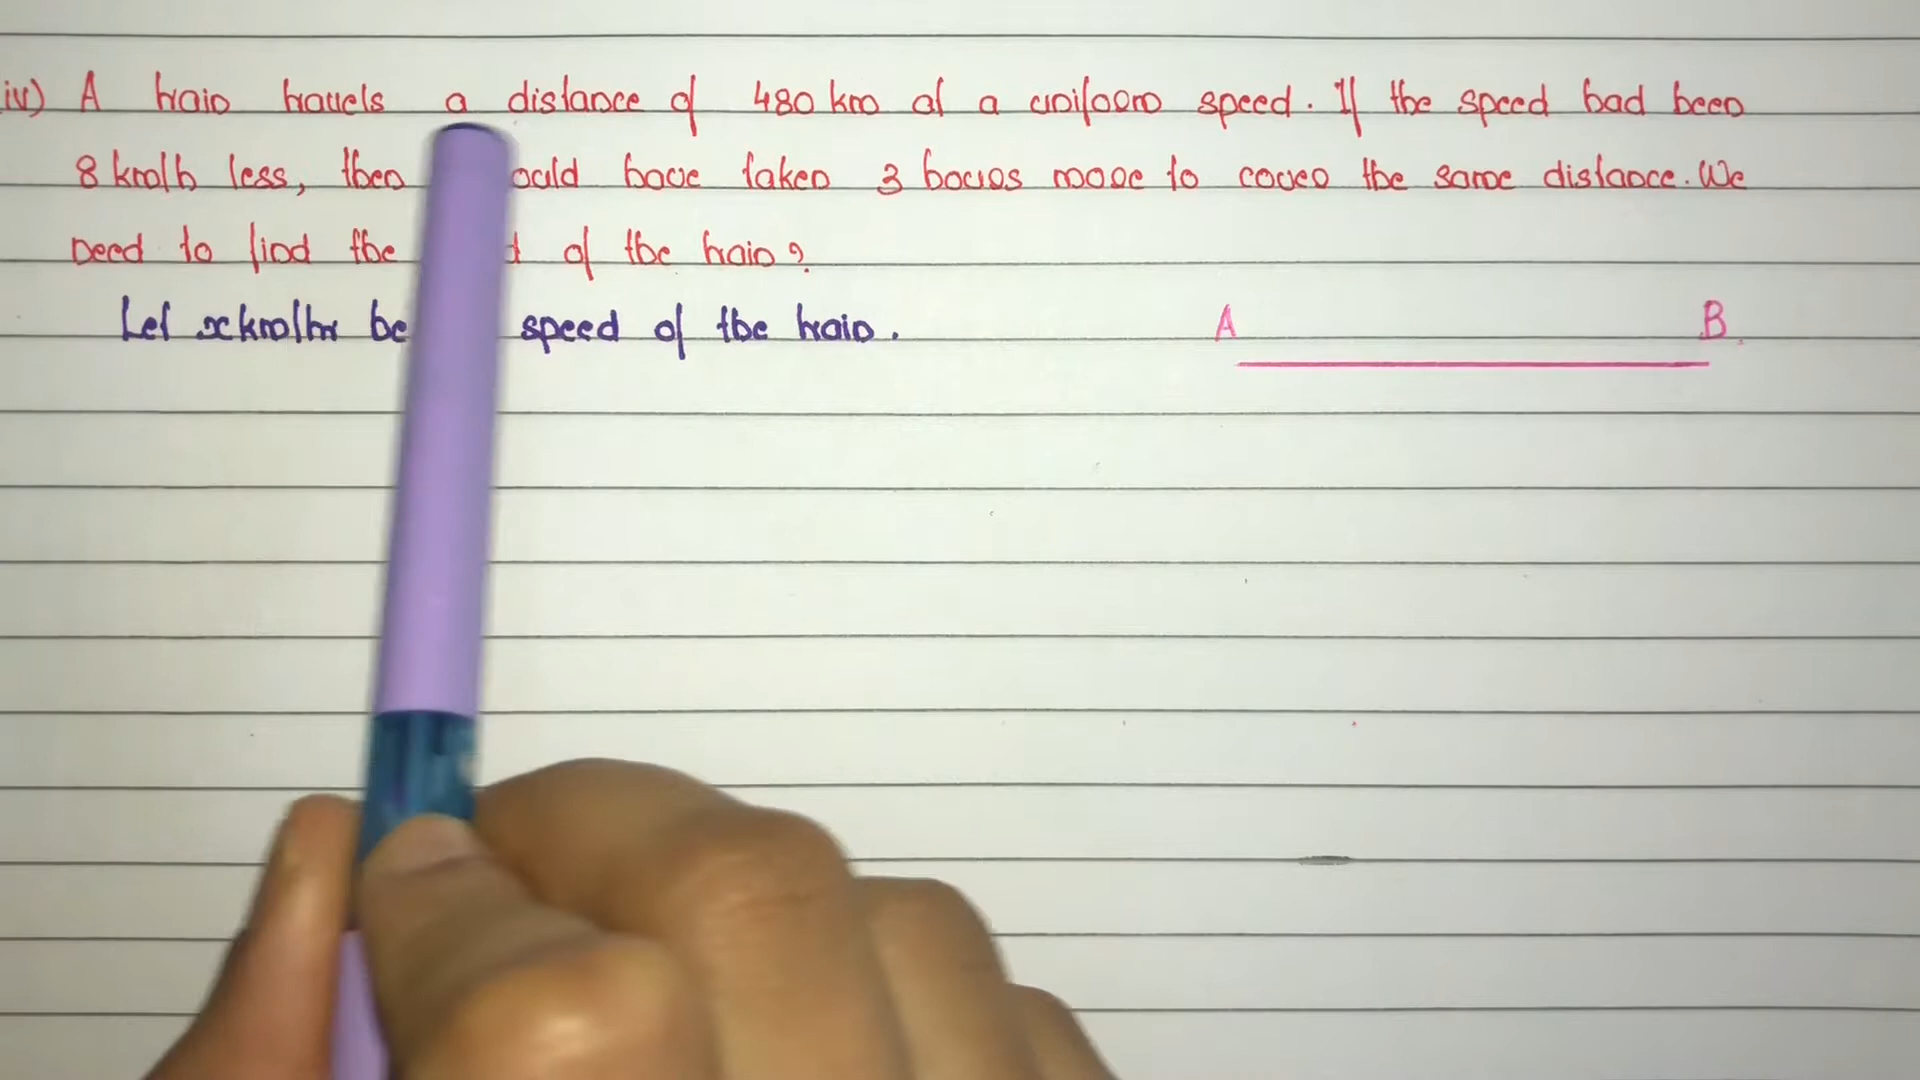 iv) A train travels a distance of 480 km at a uniform speed. If the speed had been
8 km/h less, then ould have taken 3 hours more to cover the same distance. We
need to find the of the train?
Let x km/hr be speed of the train.
A B